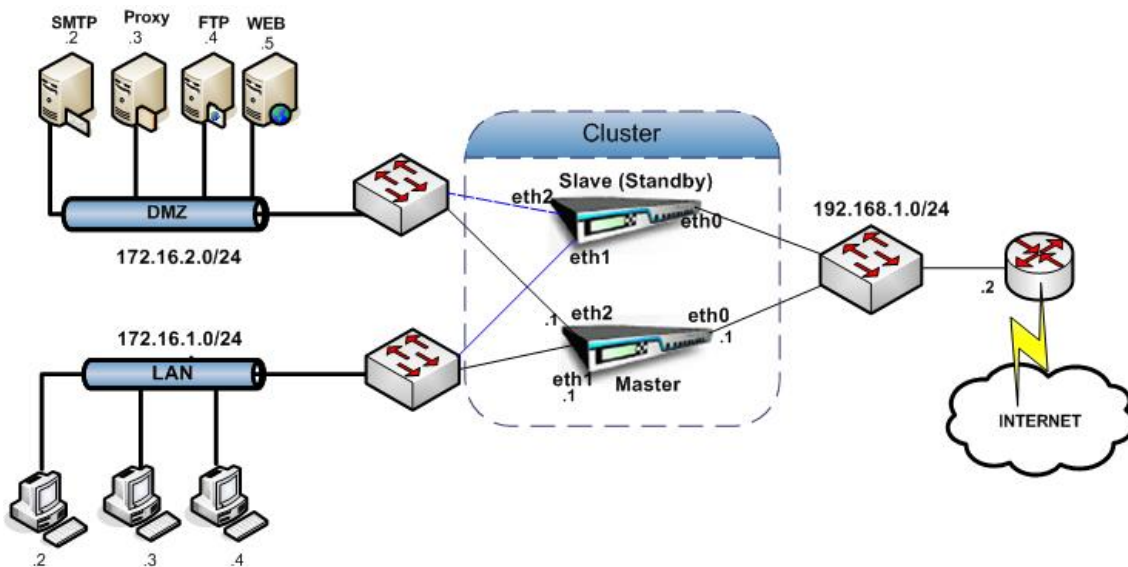 SMTP Proxy FTP WEB
.2 .3 .4 .5
Cluster
Slave (Standby)
eth2
eth0
eth1
DMZ
172.16.2.0/24
192.168.1.0/24
.2
172.16.1.0/24
LAN
eth2
.1
eth0
.1
eth1
.1
Master
INTERNET
.2 .3 .4